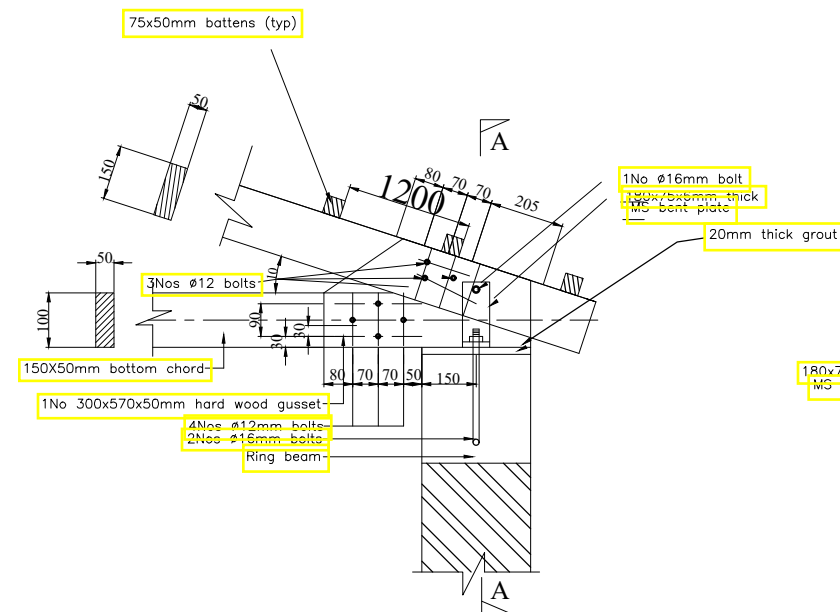 75x50mm battens (typ)
50
150
A
80
70
70
205
1200
1No Ø16mm bolt
180x75x6mm thick
MS bent plate
20mm thick grout
50
3Nos Ø12 bolts
10
100
90
30
30
150X50mm bottom chord
180x7
MS
80
70
70
50
150
1No 300x570x50mm hard wood gusset
4Nos Ø12mm bolts
2Nos Ø16mm bolts
Ring beam
A